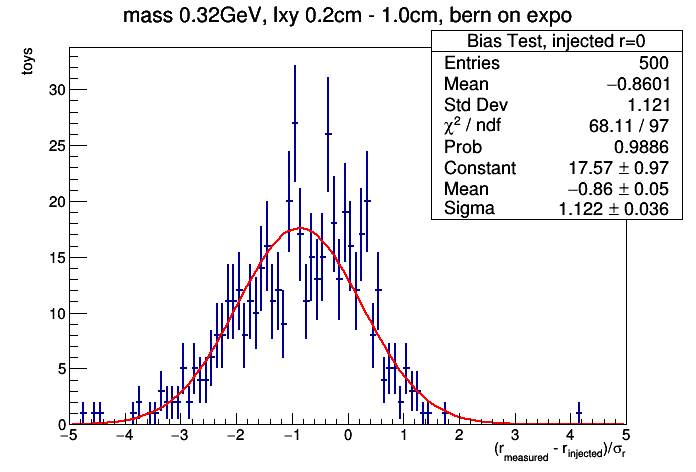 mass 0.32GeV, lxy 0.2cm - 1.0cm, bern on expo
Bias Test, injected r=0
Entries 500
Mean −0.8601
Std Dev 1.121
χ² / ndf 68.11 / 97
Prob 0.9886
Constant 17.57 ± 0.97
Mean −0.86 ± 0.05
Sigma 1.122 ± 0.036
toys
30
25
20
15
10
5
0
−5 −4 −3 −2 −1 0 1 2 3 4 5
(r_measured - r_injected)/σ_r